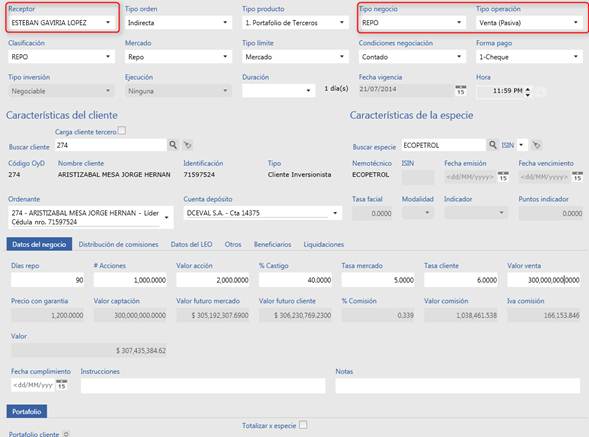 Receptor Tipo orden Tipo producto Tipo negocio Tipo operación
ESTEBAN GAVIRIA LOPEZ Indirecta 1. Portafolio de Terceros REPO Venta (Pasiva)
Clasificación Mercado Tipo límite Condiciones negociación Forma pago
REPO Repo Mercado Contado 1-Cheque
Tipo inversión Ejecución Duración Fecha vigencia Hora
Negociable Ninguna 1 día(s) 21/07/2014 15 11:59 PM
Características del cliente Características de la especie
Carga cliente tercero
Buscar cliente 274 Buscar especie ECOPETROL ISIN
Código OyD Nombre cliente Identificación Tipo Nemotécnico ISIN Fecha emisión Fecha vencimiento
274 ARISTIZABAL MESA JORGE HERNAN 71597524 Cliente Inversionista ECOPETROL <dd/MM/yyyy> 15 <dd/MM/yyyy> 15
Ordenante Cuenta depósito Tasa facial Modalidad Indicador Puntos indicador
274 - ARISTIZABAL MESA JORGE HERNAN - Líder
Cédula nro. 71597524 DCEVAL S.A. - Cta 14375 0.0000 0.0000
Datos del negocio Distribución de comisiones Datos del LEO Otros Beneficiarios Liquidaciones
Días repo # Acciones Valor acción % Castigo Tasa mercado Tasa cliente Valor venta
90 1,000.0000 2,000.0000 40.0000 5.0000 6.0000 300,000,000.0000
Precio con garantía Valor captación Valor futuro mercado Valor futuro cliente % Comisión Valor comisión Iva comisión
1,200.0000 300,000,000.0000 $ 305,192,307.6900 $ 306,230,769.2300 0.339 1,038,461.538 166,153.846
Valor
$ 307,435,384.62
Fecha cumplimiento Instrucciones Notas
<dd/MM/yyy 15
Portafolio
Totalizar x especie
Portafolio cliente